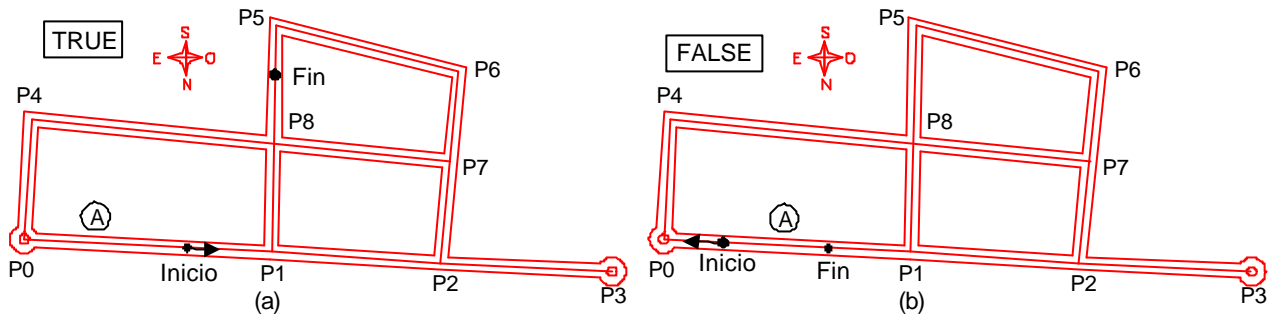 P5
TRUE
S
E O
N
Fin
P6
P4
P8
P7
A
P0
Inicio
P1
P2
P3
(a)
P5
FALSE
S
E O
N
P6
P4
P8
P7
A
P0
Inicio
Fin
P1
P2
P3
(b)